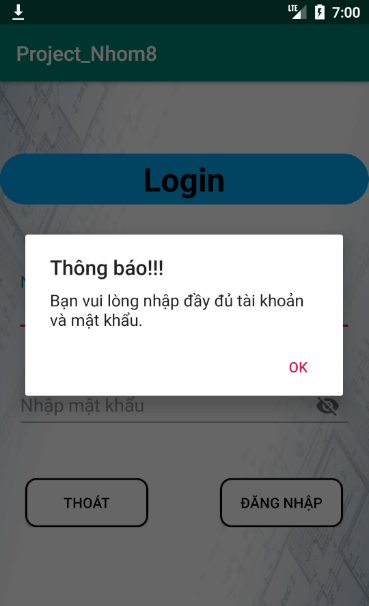 LTE 7:00
Project_Nhom8
Login
Thông báo!!!
Bạn vui lòng nhập đầy đủ tài khoản
và mật khẩu.
OK
Nhập mật khẩu
THOÁT ĐĂNG NHẬP